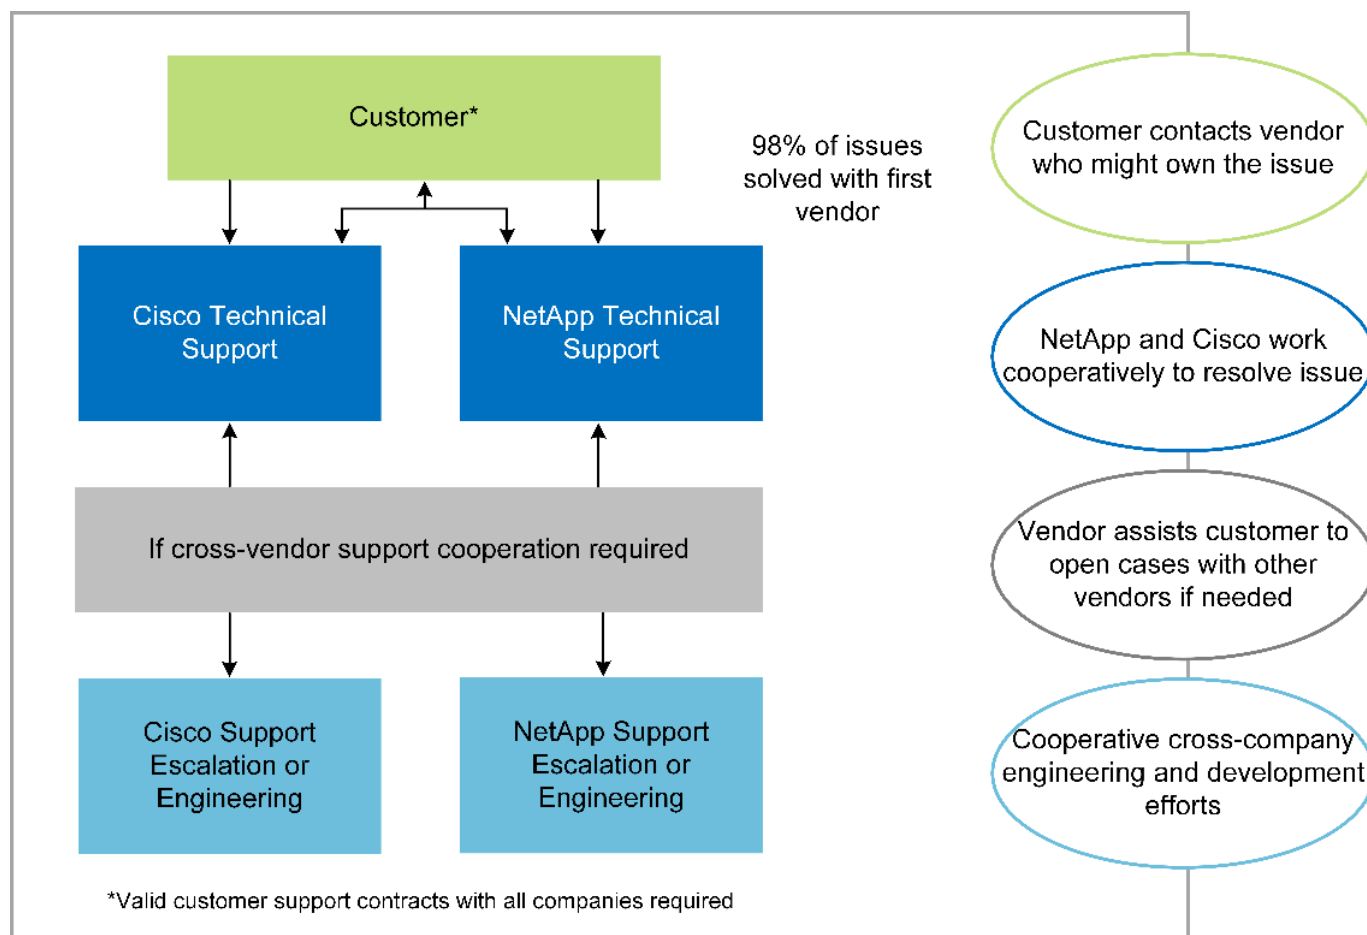 Customer*
98% of issues
solved with first
vendor
Cisco Technical
Support
NetApp Technical
Support
If cross-vendor support cooperation required
Cisco Support
Escalation or
Engineering
NetApp Support
Escalation or
Engineering
*Valid customer support contracts with all companies required
Customer contacts vendor
who might own the issue
NetApp and Cisco work
cooperatively to resolve issue
Vendor assists customer to
open cases with other
vendors if needed
Cooperative cross-company
engineering and development
efforts